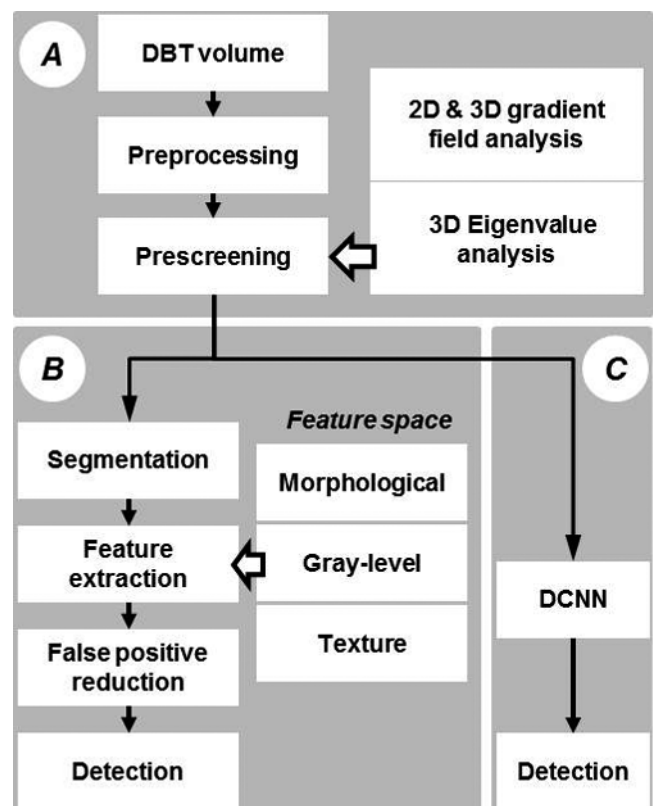 A
DBT volume
Preprocessing
Prescreening
2D & 3D gradient
field analysis
3D Eigenvalue
analysis
B
Segmentation
Feature
extraction
False positive
reduction
Detection
Feature space
Morphological
Gray-level
Texture
C
DCNN
Detection